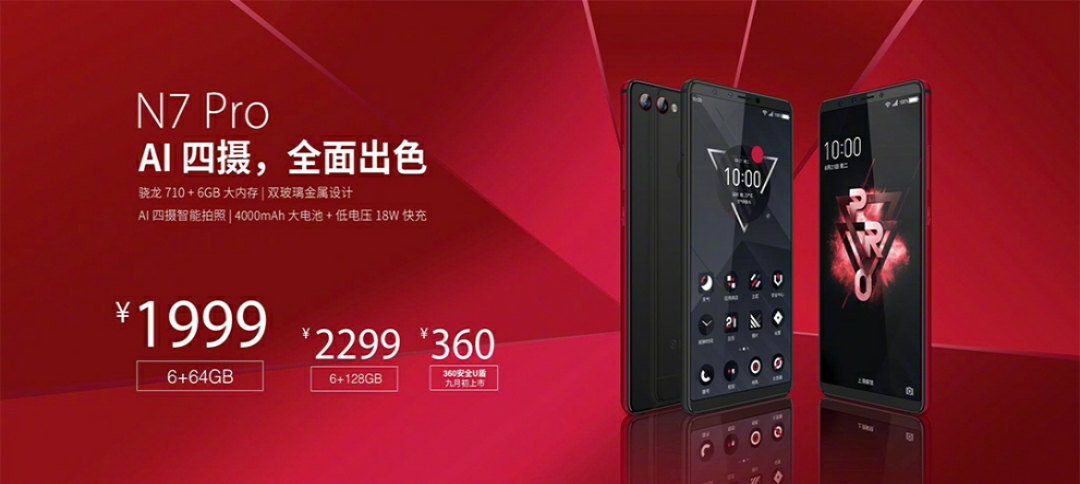 N7 Pro
AI 四摄，全面出色
骁龙 710 + 6GB 大内存 | 双玻璃金属设计
AI 四摄智能拍照 | 4000mAh 大电池 + 低电压 18W 快充
¥1999
6+64GB
¥2299
6+128GB
¥360
360安全U盾
九月初上市
10:00
10:00
PRO